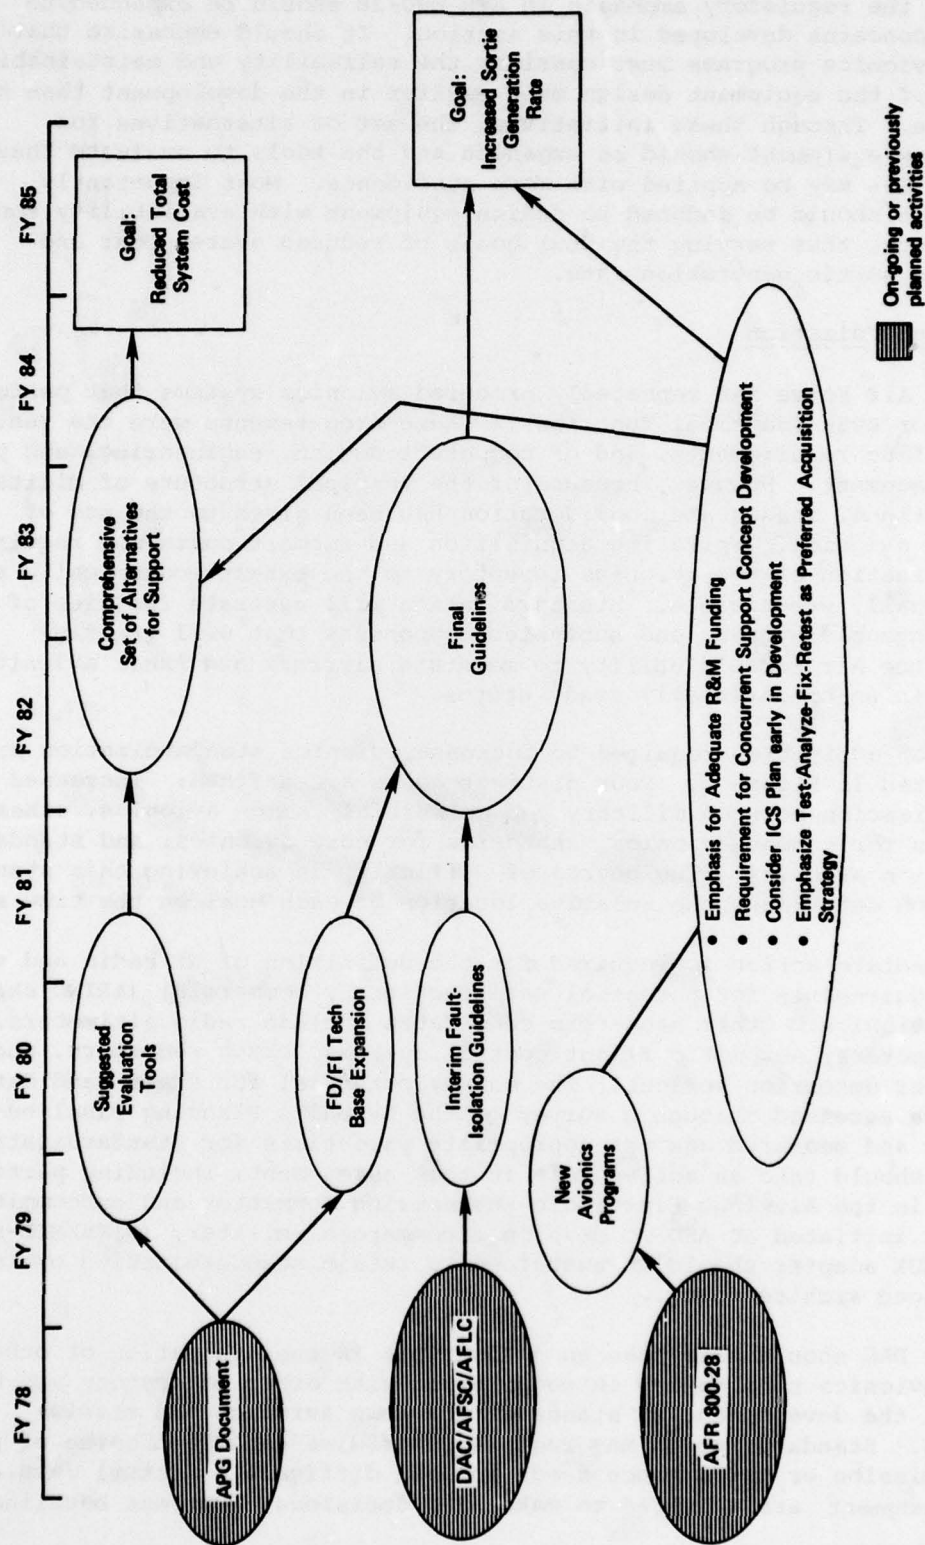 FY 78
FY 79
FY 80
FY 81
FY 82
FY 83
FY 84
FY 85
APG Document
Suggested
Evaluation
Tools
Comprehensive
Set of Alternatives
for Support
Goal:
Reduced Total
System Cost
FD/FI Tech
Base Expansion
DAC/AFSC/AFLC
Interim Fault-
Isolation Guidelines
Final
Guidelines
Goal:
Increased Sortie
Generation
Rate
AFR 800-28
New
Avionics
Programs
• Emphasis for Adequate R&M Funding
• Requirement for Concurrent Support Concept Development
• Consider ICS Plan early in Development
• Emphasize Test-Analyze-Fix-Retest as Preferred Acquisition
Strategy
On-going or previously
planned activities